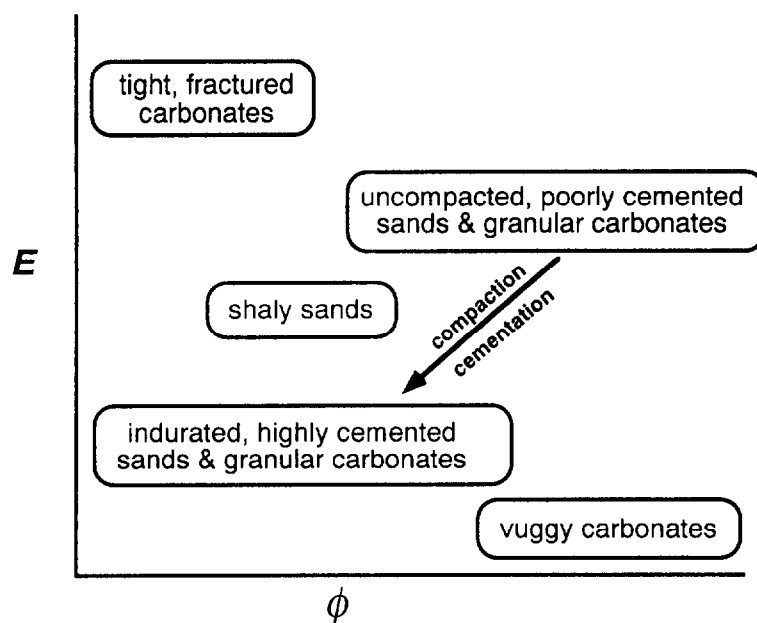 tight, fractured
carbonates
uncompacted, poorly cemented
sands & granular carbonates
E
compaction
cementation
shaly sands
indurated, highly cemented
sands & granular carbonates
vuggy carbonates
ϕ